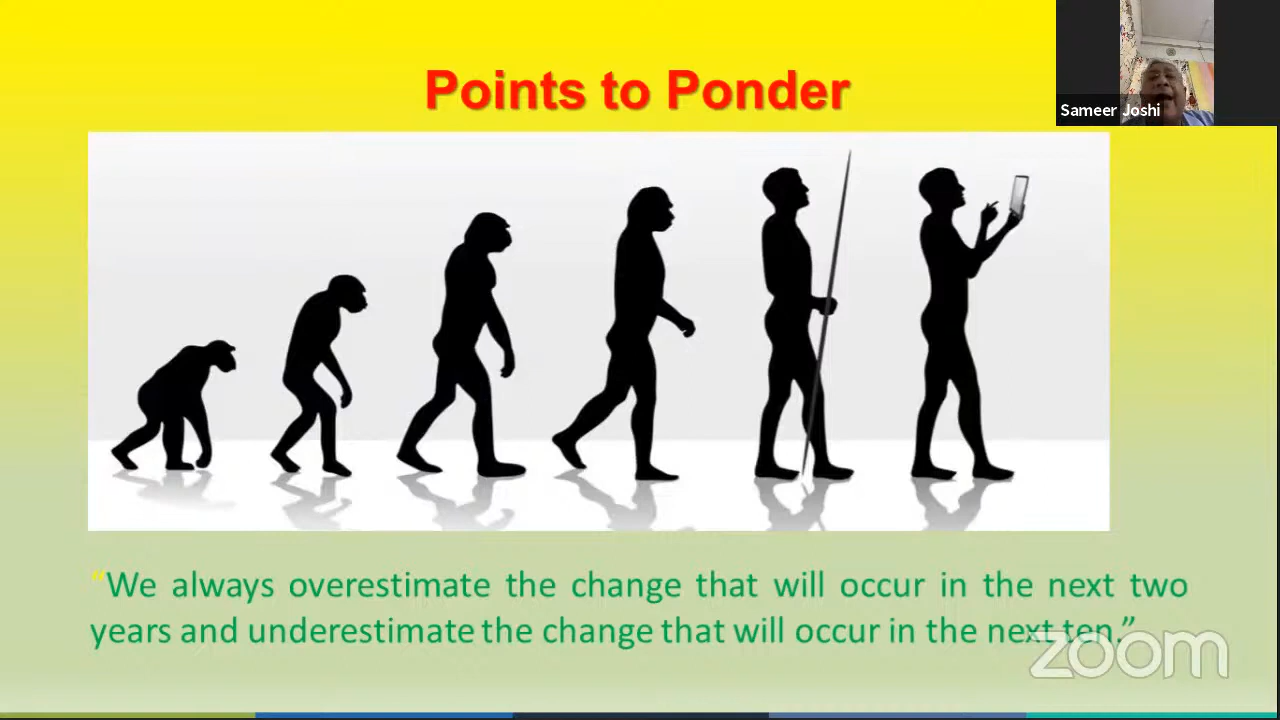 Points to Ponder
Sameer Joshi
“We always overestimate the change that will occur in the next two
years and underestimate the change that will occur in the next ten.”
zoom